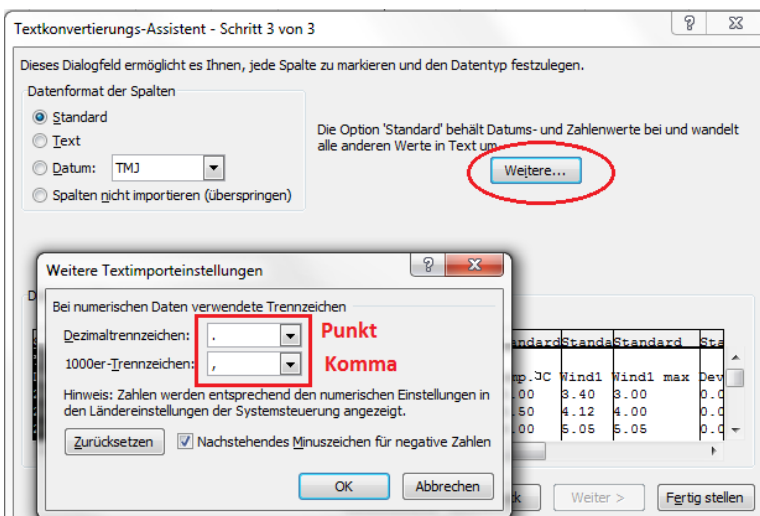 Textkonvertierungs-Assistent - Schritt 3 von 3
Dieses Dialogfeld ermöglicht es Ihnen, jede Spalte zu markieren und den Datentyp festzulegen.
Datenformat der Spalten
Standard
Text
Datum: TMJ
Spalten nicht importieren (überspringen)
Die Option 'Standard' behält Datums- und Zahlenwerte bei und wandelt
alle anderen Werte in Text um.
Weitere...
Weitere Textimporteinstellungen
Bei numerischen Daten verwendete Trennzeichen
Dezimaltrennzeichen: . Punkt
1000er-Trennzeichen: , Komma
Hinweis: Zahlen werden entsprechend den numerischen Einstellungen in
den Ländereinstellungen der Systemsteuerung angezeigt.
Zurücksetzen Nachstehendes Minuszeichen für negative Zahlen
OK Abbrechen
Standard
Wind1 Wind1 max
.00 3.40 3.00
.50 4.12 4.00
.00 5.05 5.05
Weiter > Fertig stellen